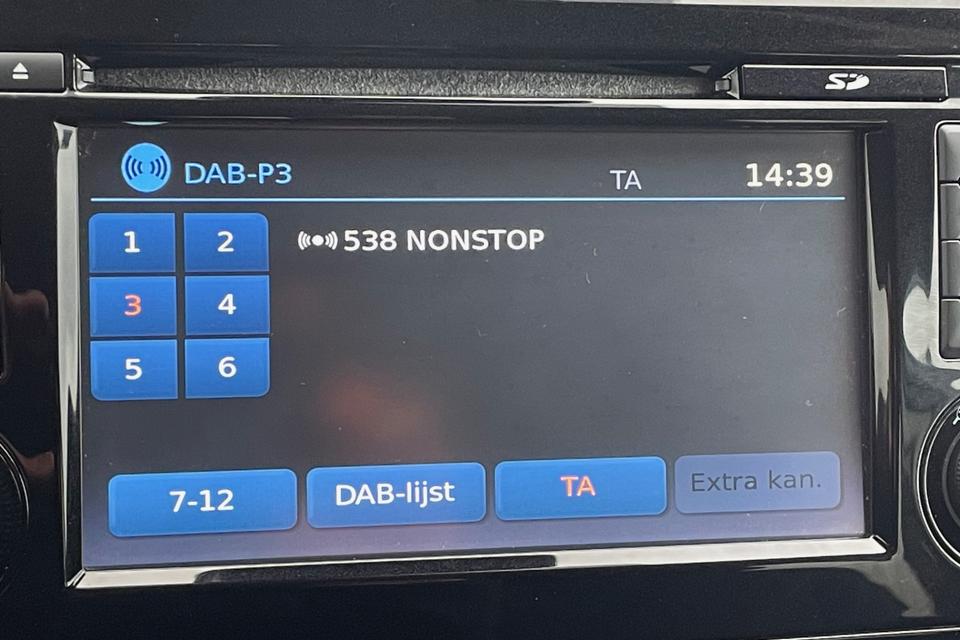 SD
DAB-P3 TA 14:39
1 2 538 NONSTOP
3 4
5 6
7-12 DAB-lijst TA Extra kan.